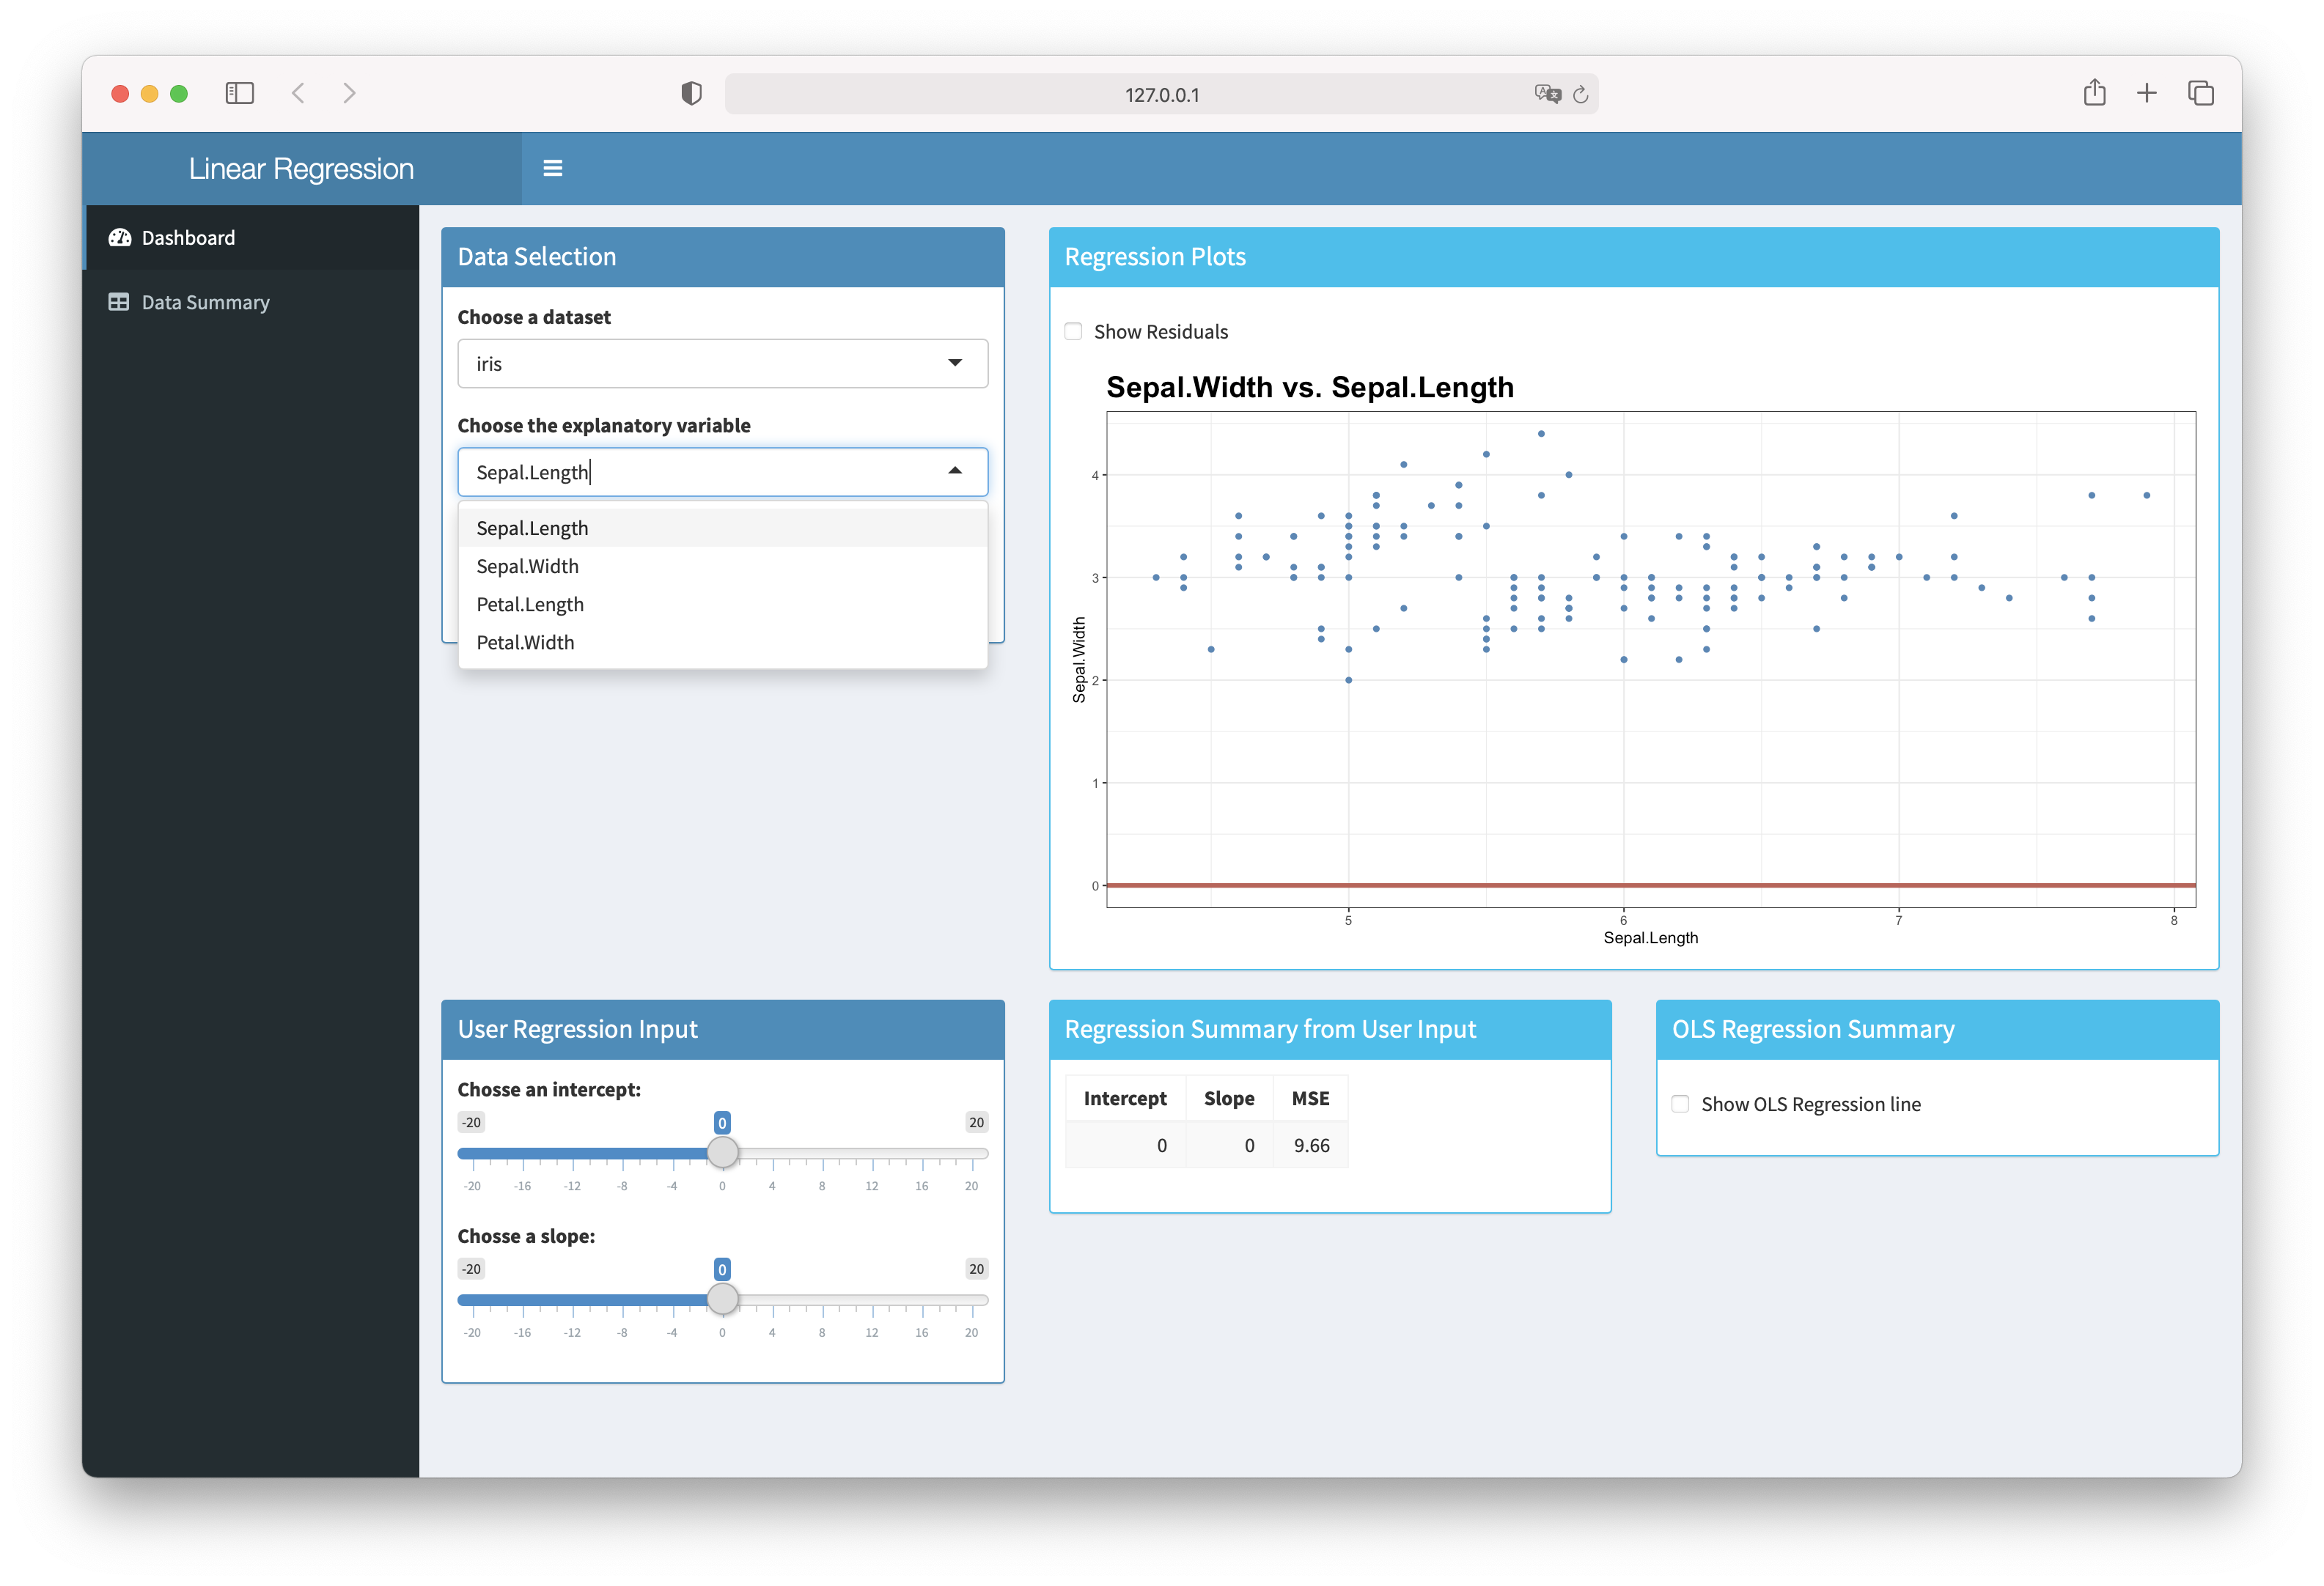 127.0.0.1
Linear Regression
Dashboard
Data Summary
Data Selection
Choose a dataset
iris
Choose the explanatory variable
Sepal.Length
Sepal.Length
Sepal.Width
Petal.Length
Petal.Width
Regression Plots
Show Residuals
Sepal.Width vs. Sepal.Length
4
3
2
1
0
Sepal.Width
5 6 7 8
Sepal.Length
User Regression Input
Chosse an intercept:
-20 0 20
-20 -16 -12 -8 -4 0 4 8 12 16 20
Chosse a slope:
-20 0 20
-20 -16 -12 -8 -4 0 4 8 12 16 20
Regression Summary from User Input
Intercept Slope MSE
0 0 9.66
OLS Regression Summary
Show OLS Regression line